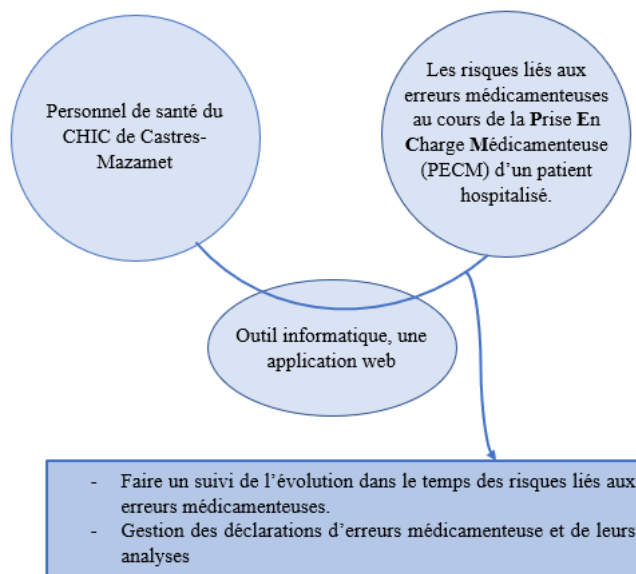 Personnel de santé du
CHIC de Castres-
Mazamet
Les risques liés aux
erreurs médicamenteuses
au cours de la Prise En
Charge Médicamenteuse
(PECM) d’un patient
hospitalisé.
Outil informatique, une
application web
- Faire un suivi de l’évolution dans le temps des risques liés aux
erreurs médicamenteuses.
- Gestion des déclarations d’erreurs médicamenteuse et de leurs
analyses